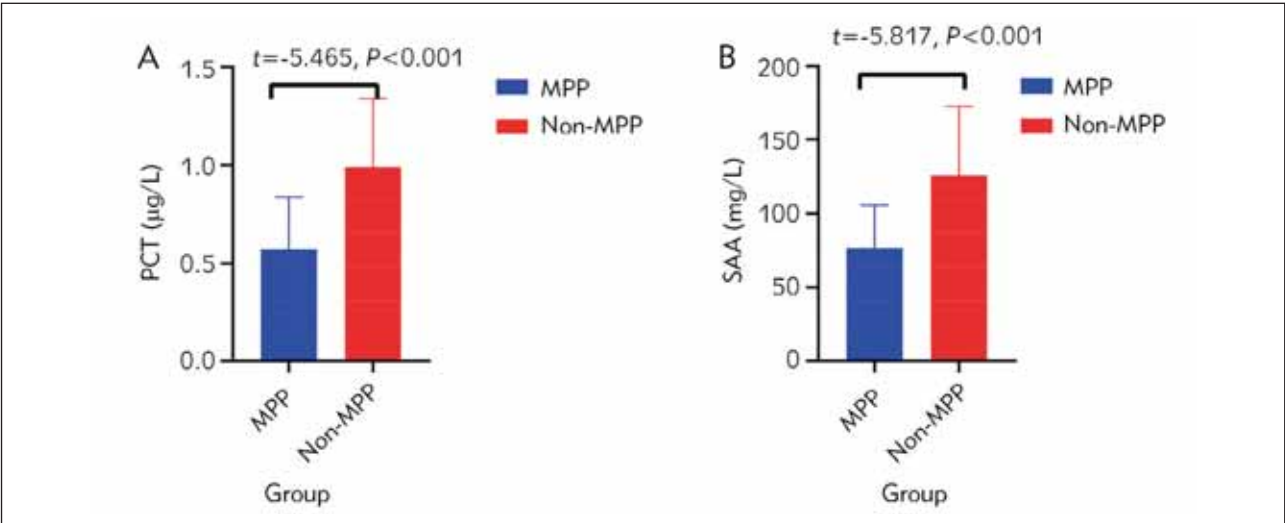 A
t=-5.465, P<0.001
1.5
1.0
0.5
0.0
PCT (µg/L)
MPP
Non-MPP
MPP
Non-MPP
Group
B
t=-5.817, P<0.001
200
150
100
50
0
SAA (mg/L)
MPP
Non-MPP
MPP
Non-MPP
Group